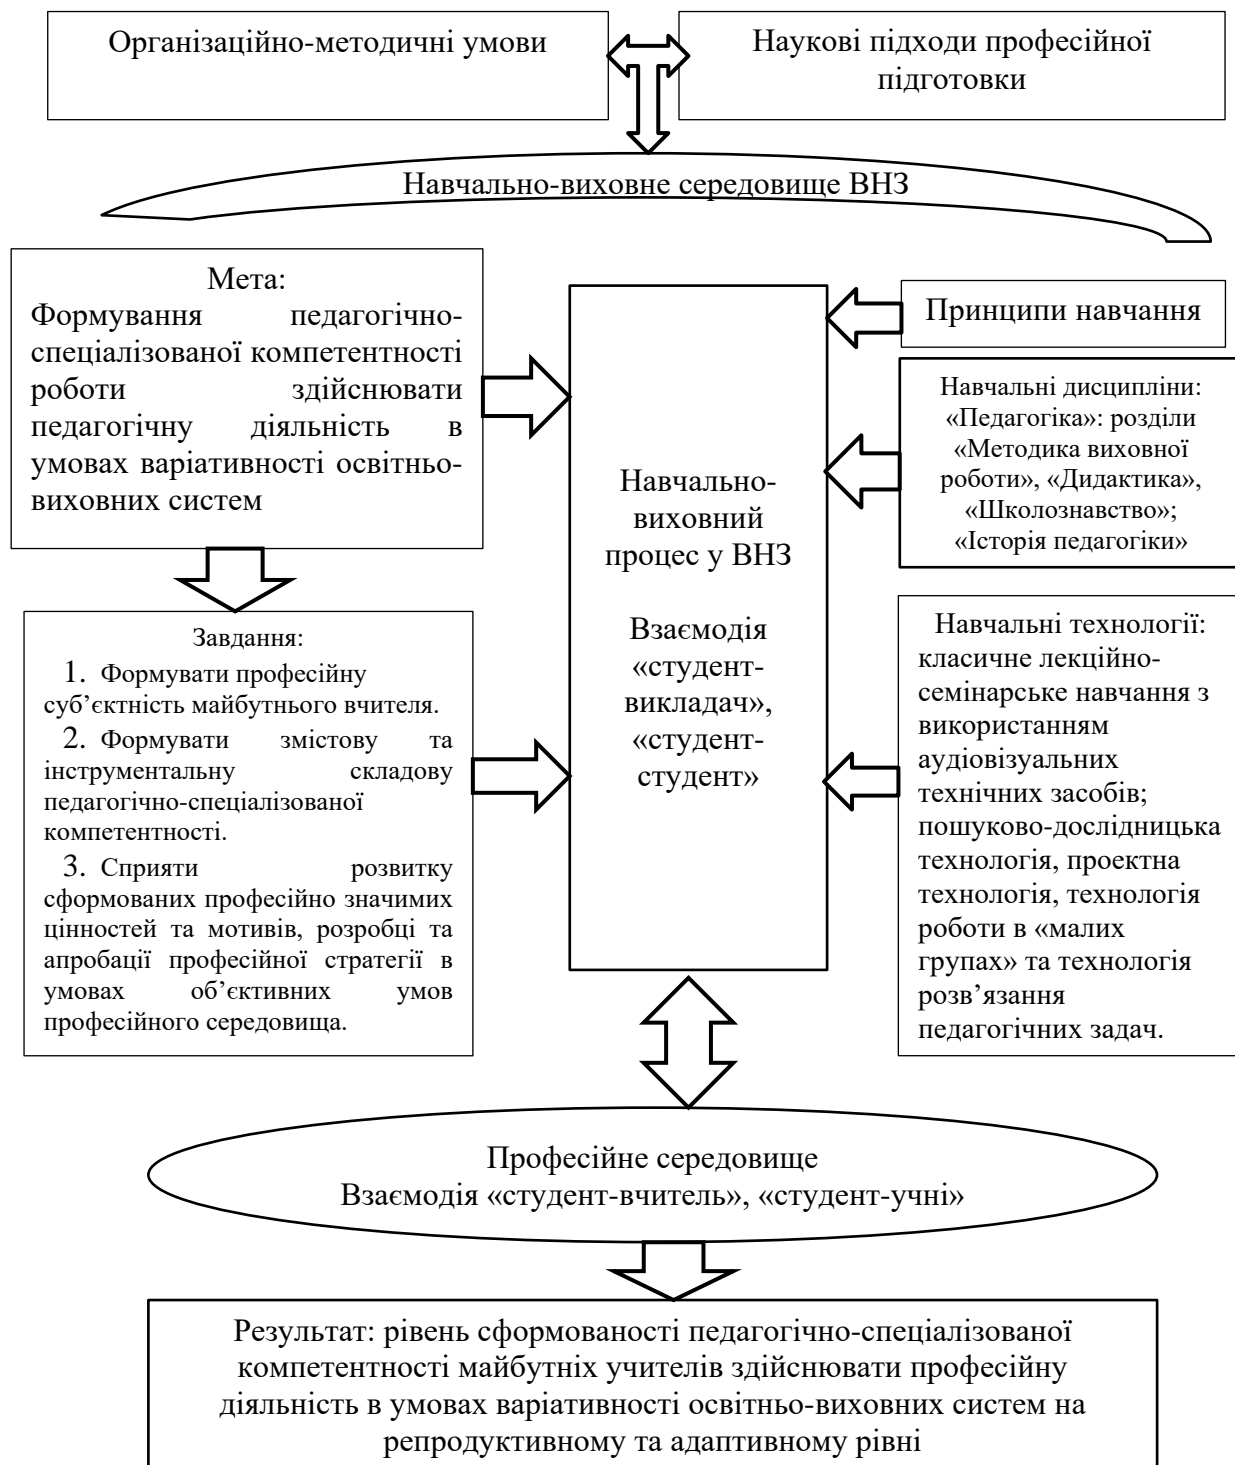 Організаційно-методичні умови
Наукові підходи професійної
підготовки
Навчально-виховне середовище ВНЗ
Мета:
Формування педагогічно-
спеціалізованої компетентності
роботи здійснювати
педагогічну діяльність в
умовах варіативності освітньо-
виховних систем
Завдання:
1. Формувати професійну
суб’єктність майбутнього вчителя.
2. Формувати змістову та
інструментальну складову
педагогічно-спеціалізованої
компетентності.
3. Сприяти розвитку
сформованих професійно значимих
цінностей та мотивів, розробці та
апробації професійної стратегії в
умовах об’єктивних умов
професійного середовища.
Навчально-
виховний
процес у ВНЗ
Взаємодія
«студент-
викладач»,
«студент-
студент»
Принципи навчання
Навчальні дисципліни:
«Педагогіка»: розділи
«Методика виховної
роботи», «Дидактика»,
«Школознавство»;
«Історія педагогіки»
Навчальні технології:
класичне лекційно-
семінарське навчання з
використанням
аудіовізуальних
технічних засобів;
пошуково-дослідницька
технологія, проектна
технологія, технологія
роботи в «малих
групах» та технологія
розв’язання
педагогічних задач.
Професійне середовище
Взаємодія «студент-вчитель», «студент-учні»
Результат: рівень сформованості педагогічно-спеціалізованої
компетентності майбутніх учителів здійснювати професійну
діяльність в умовах варіативності освітньо-виховних систем на
репродуктивному та адаптивному рівні